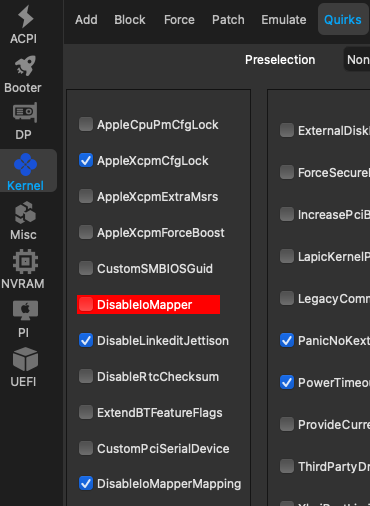 Add Block Force Patch Emulate Quirks
ACPI
Booter
DP
Kernel
Misc
NVRAM
PI
UEFI
Preselection Non
AppleCpuPmCfgLock
AppleXcpmCfgLock
AppleXcpmExtraMsrs
AppleXcpmForceBoost
CustomSMBIOSGuid
DisableIoMapper
DisableLinkeditJettison
DisableRtcChecksum
ExtendBTFeatureFlags
CustomPciSerialDevice
DisableIoMapperMapping
ExternalDisk
ForceSecure
IncreasePciB
LapicKernelP
LegacyComm
PanicNoKext
PowerTimeou
ProvideCurre
ThirdPartyDr